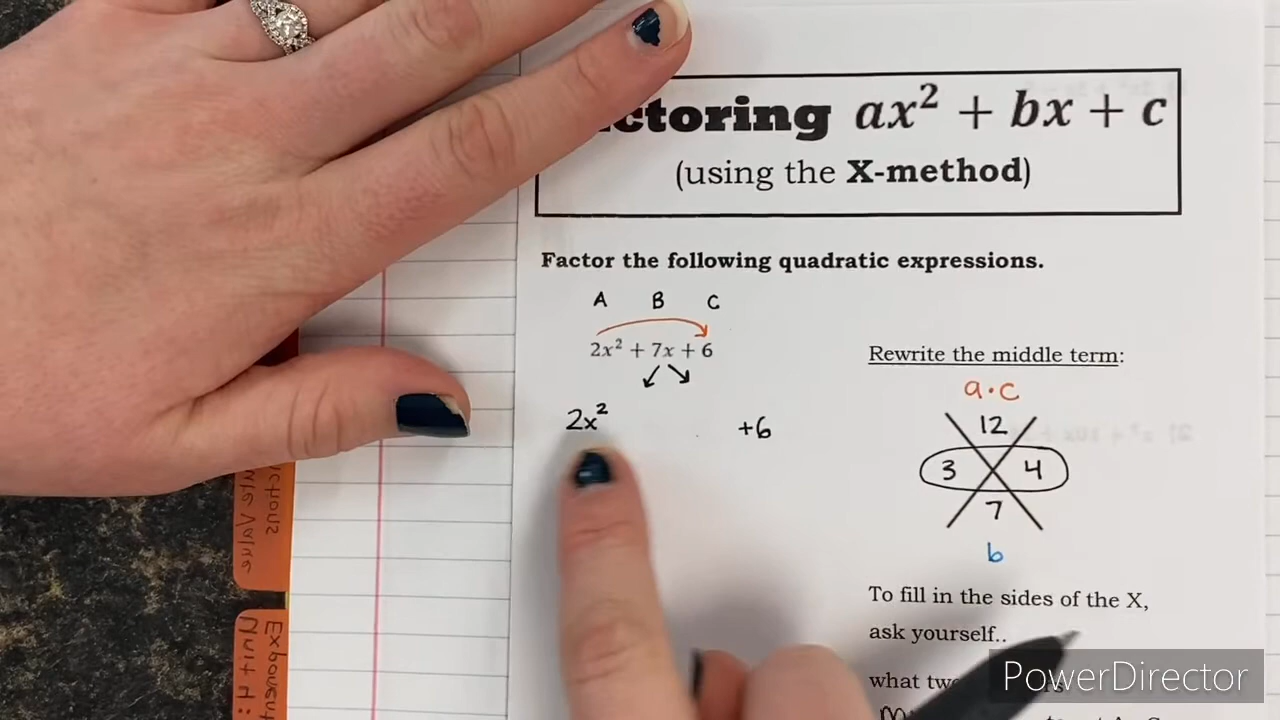 ctoring ax² + bx + c
(using the X-method)
Factor the following quadratic expressions.
A B C
2x² + 7x + 6
2x² +6
Rewrite the middle term:
a·c
12
3 4
7
b
To fill in the sides of the X,
ask yourself..
what
PowerDirector